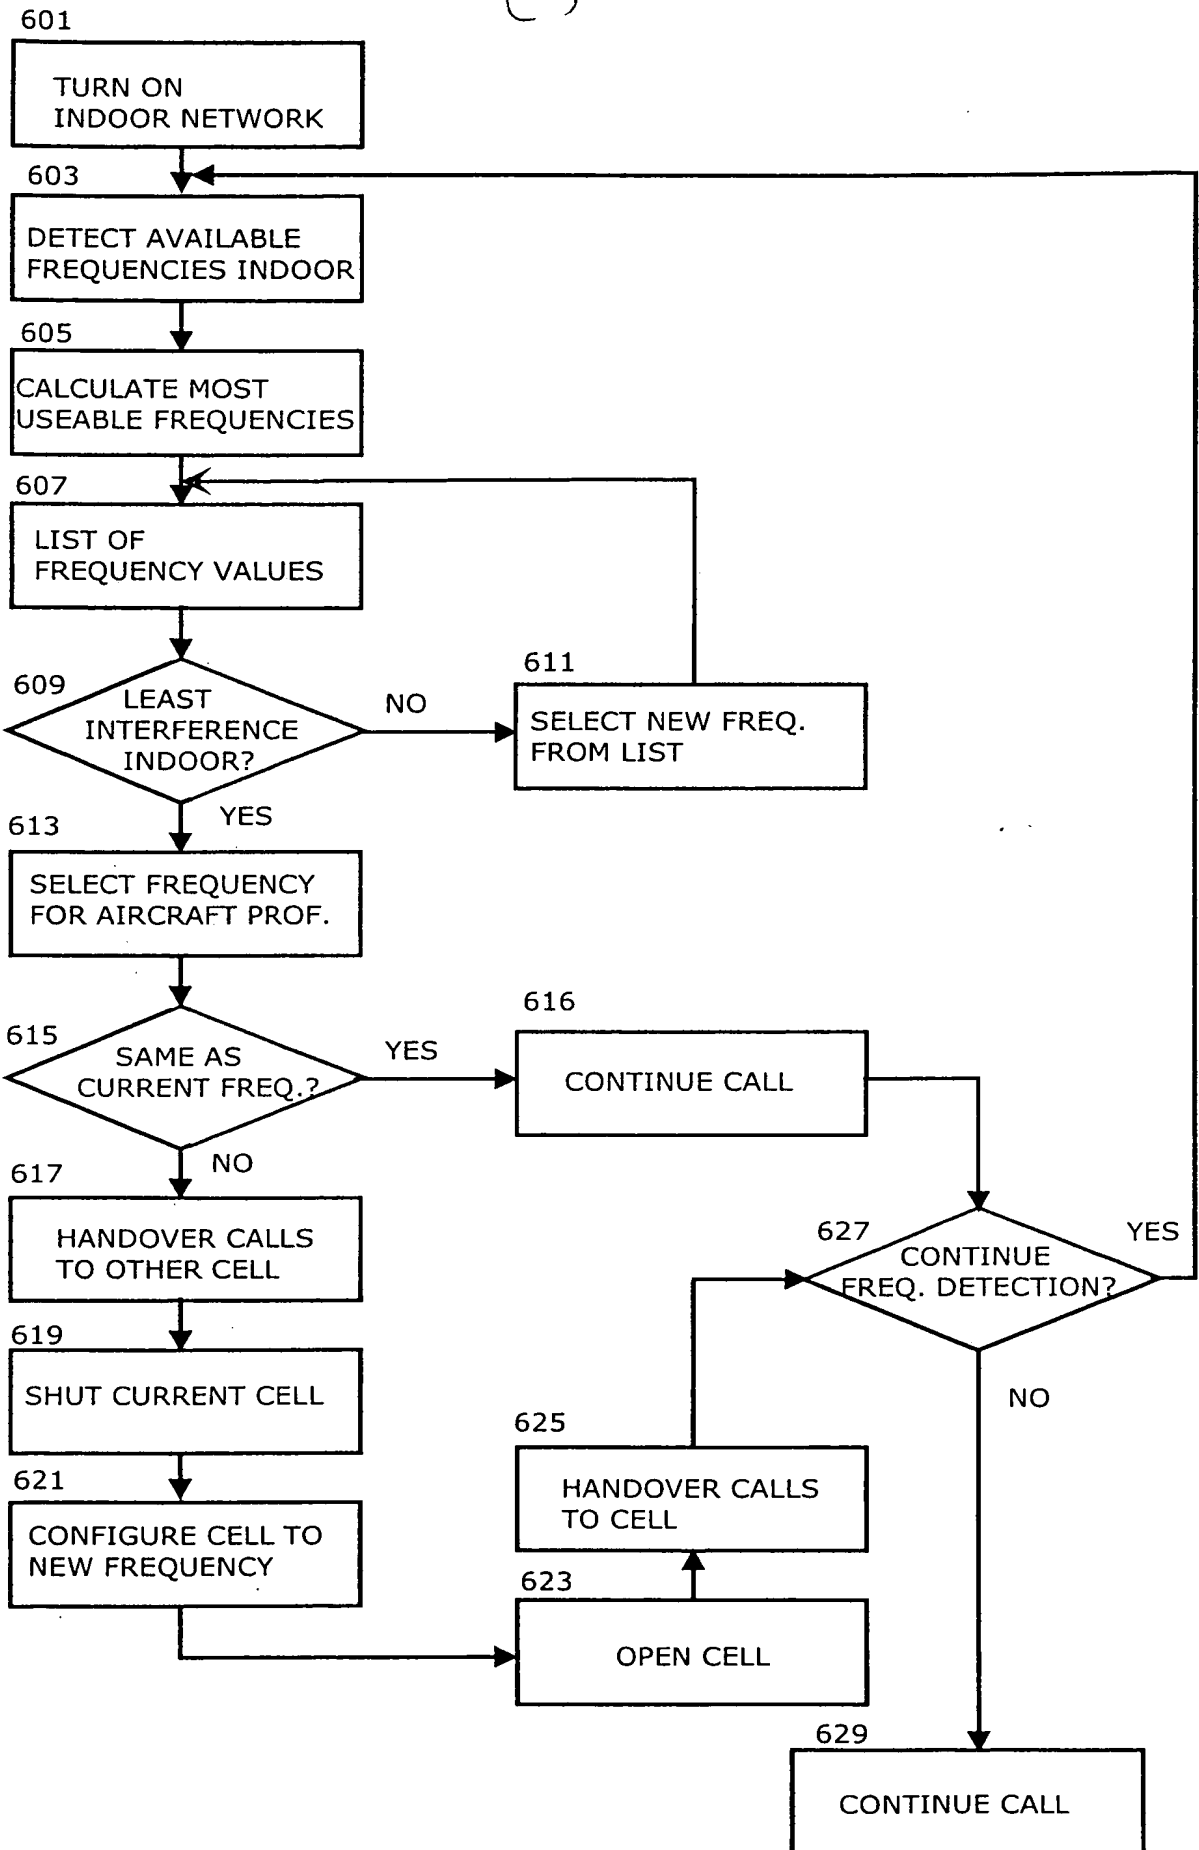 601
TURN ON
INDOOR NETWORK
603
DETECT AVAILABLE
FREQUENCIES INDOOR
605
CALCULATE MOST
USEABLE FREQUENCIES
607
LIST OF
FREQUENCY VALUES
609
LEAST
INTERFERENCE
INDOOR?
NO
611
SELECT NEW FREQ.
FROM LIST
YES
613
SELECT FREQUENCY
FOR AIRCRAFT PROF.
615
SAME AS
CURRENT FREQ.?
YES
616
CONTINUE CALL
NO
617
HANDOVER CALLS
TO OTHER CELL
627
CONTINUE
FREQ. DETECTION?
YES
619
SHUT CURRENT CELL
NO
621
CONFIGURE CELL TO
NEW FREQUENCY
625
HANDOVER CALLS
TO CELL
623
OPEN CELL
629
CONTINUE CALL